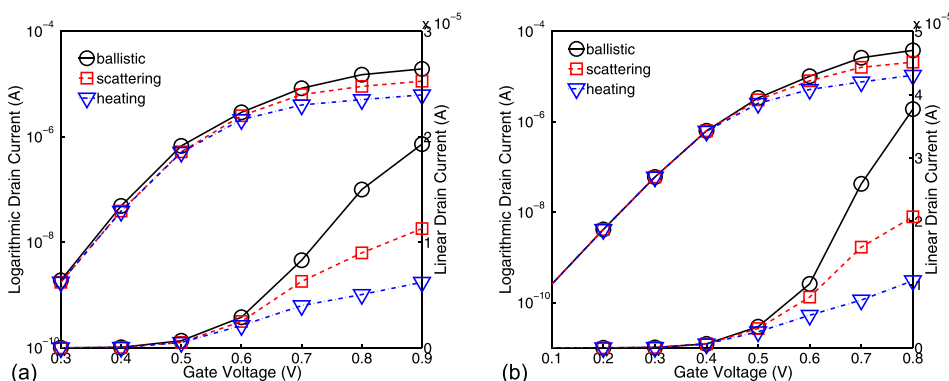 10^-4
10^-6
10^-8
10^-10
Logarithmic Drain Current (A)
ballistic
scattering
heating
0.3 0.4 0.5 0.6 0.7 0.8 0.9
Gate Voltage (V)
3 x 10^-5
2
1
0
Linear Drain Current (A)
(a)
10^-4
10^-6
10^-8
10^-10
Logarithmic Drain Current (A)
ballistic
scattering
heating
0.1 0.2 0.3 0.4 0.5 0.6 0.7 0.8
Gate Voltage (V)
5 x 10^-5
4
3
2
1
0
Linear Drain Current (A)
(b)